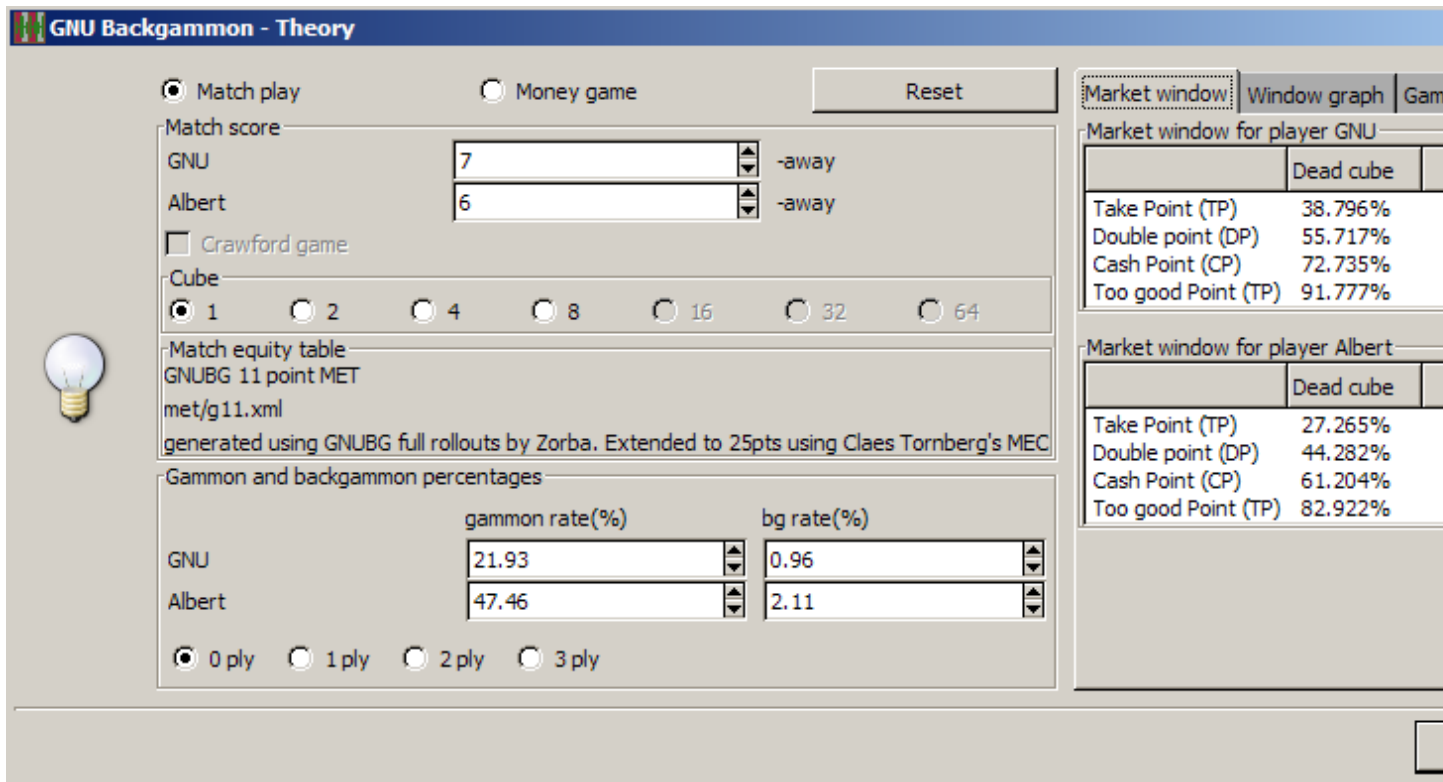 GNU Backgammon - Theory
Match play Money game Reset
Match score
GNU 7 -away
Albert 6 -away
Crawford game
Cube
1 2 4 8 16 32 64
Match equity table
GNUBG 11 point MET
met/g11.xml
generated using GNUBG full rollouts by Zorba. Extended to 25pts using Claes Tornberg's MEC
Gammon and backgammon percentages
gammon rate(%) bg rate(%)
GNU 21.93 0.96
Albert 47.46 2.11
0 ply 1 ply 2 ply 3 ply
Market window Window graph Gam
Market window for player GNU
Dead cube
Take Point (TP) 38.796%
Double point (DP) 55.717%
Cash Point (CP) 72.735%
Too good Point (TP) 91.777%
Market window for player Albert
Dead cube
Take Point (TP) 27.265%
Double point (DP) 44.282%
Cash Point (CP) 61.204%
Too good Point (TP) 82.922%